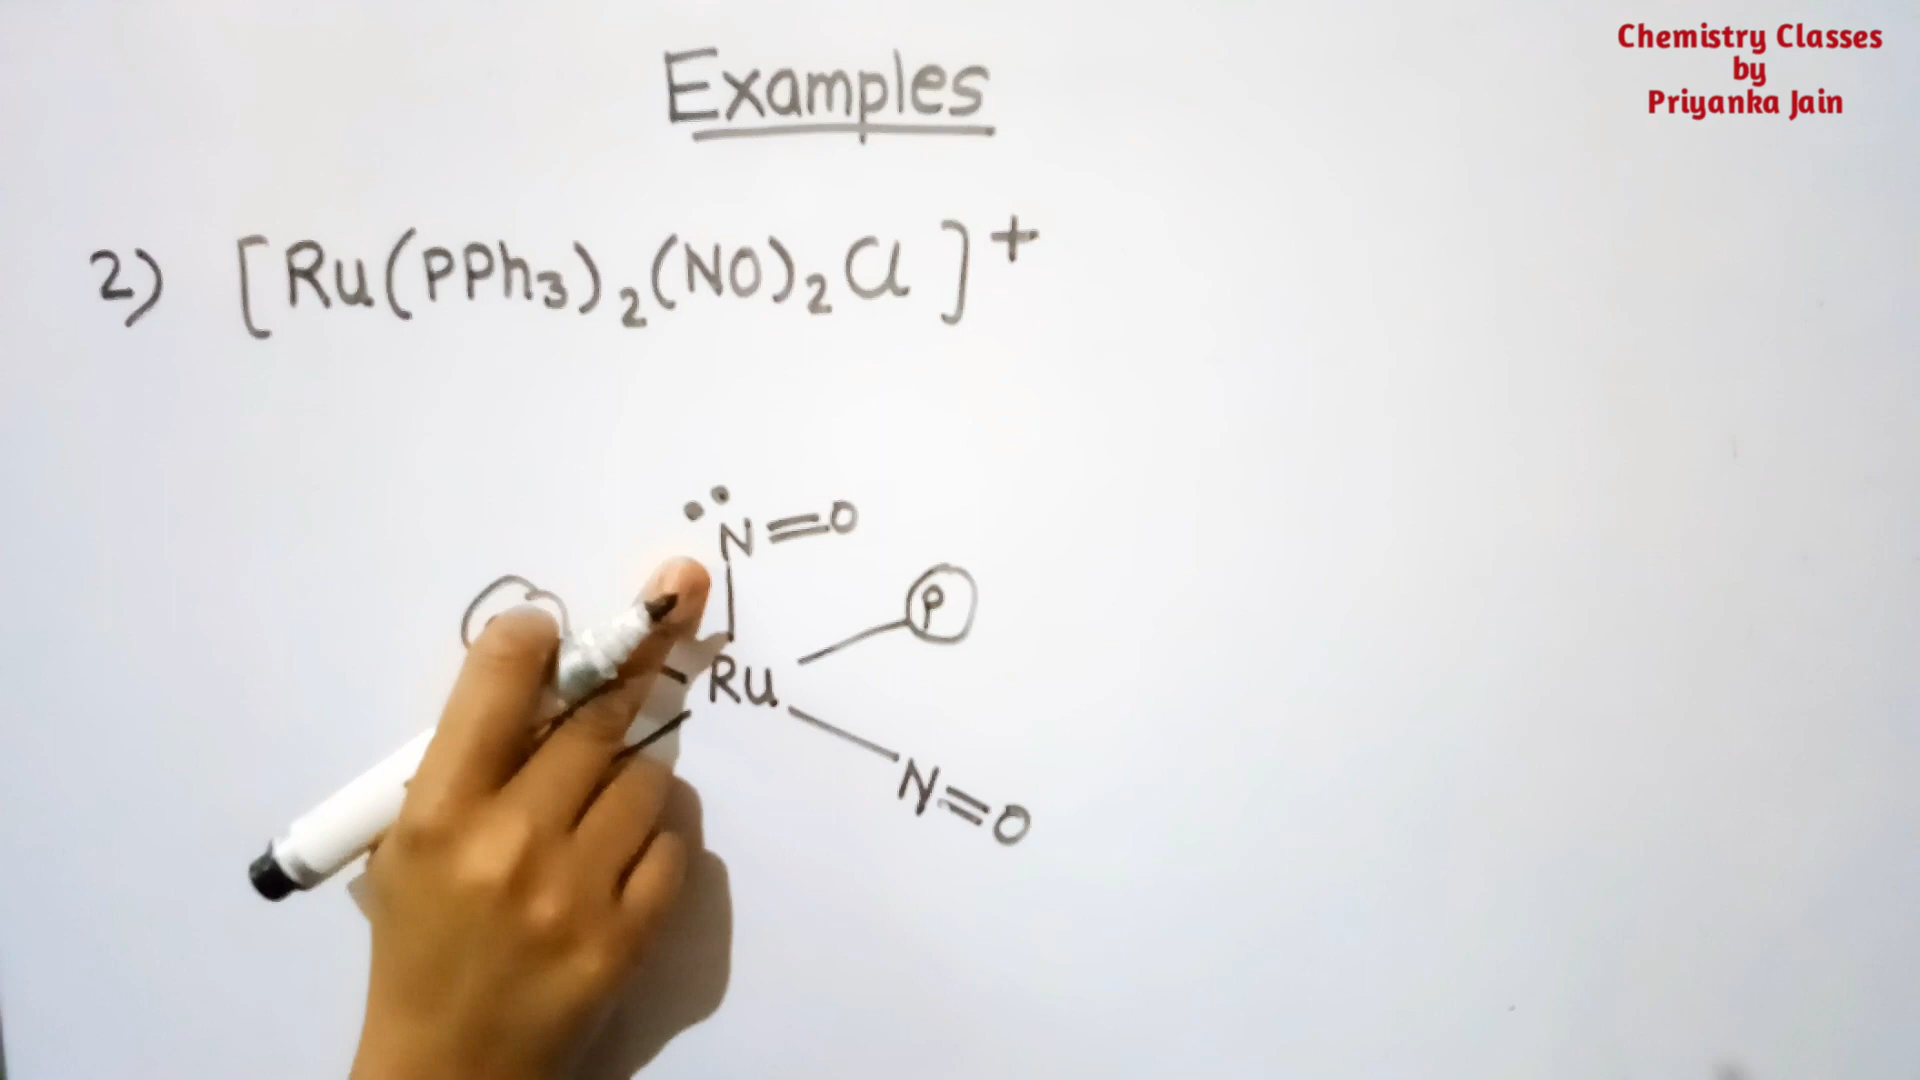 Chemistry Classes
by
Priyanka Jain
Examples
2) [Ru(PPh₃)₂(NO)₂Cl]⁺
N=O
P
Ru
N=O